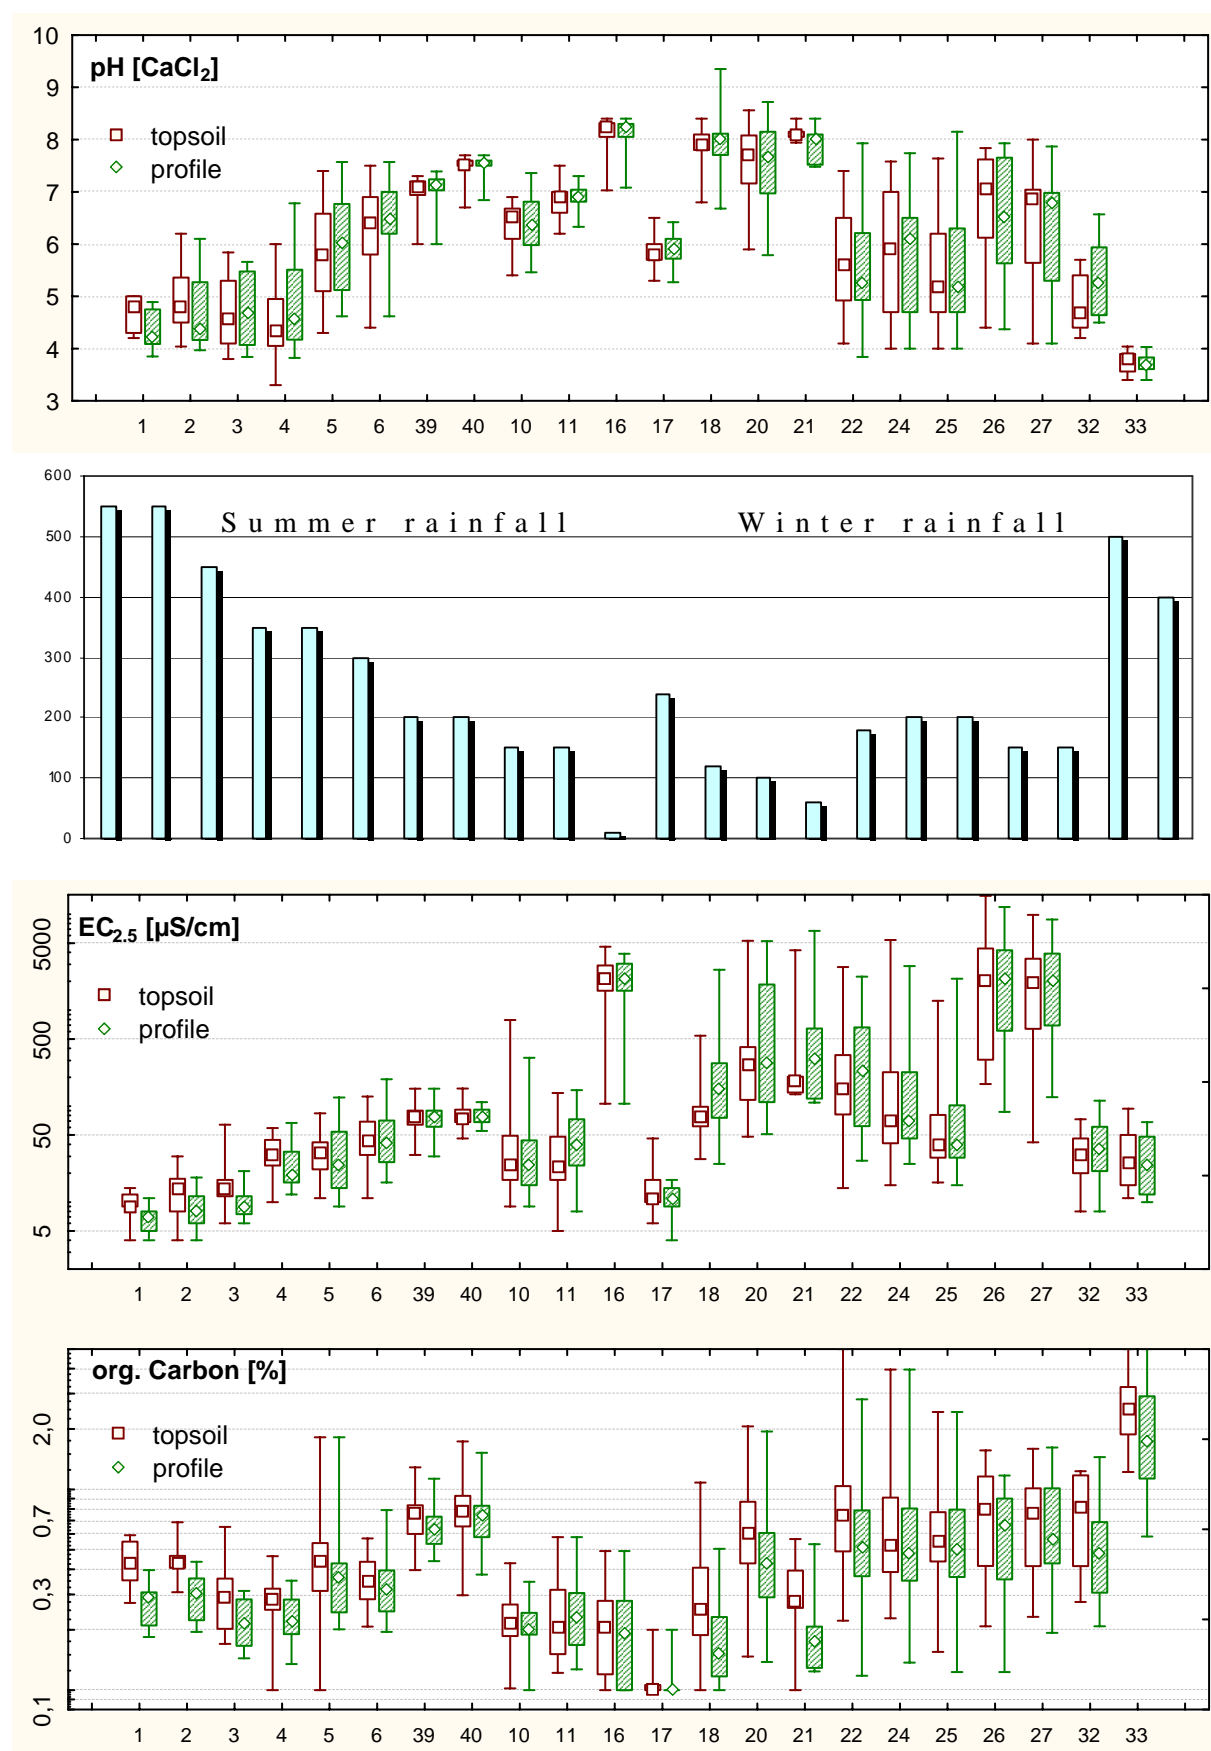 10
pH [CaCl2]
9
topsoil
8
profile
7
6
5
4
3
1 2 3 4 5 6 39 40 10 11 16 17 18 20 21 22 24 25 26 27 32 33
600
Summer rainfall Winter rainfall
500
400
300
200
100
0
EC2.5 [µS/cm]
5000
topsoil
profile
500
50
5
1 2 3 4 5 6 39 40 10 11 16 17 18 20 21 22 24 25 26 27 32 33
org. Carbon [%]
2,0
topsoil
profile
0,7
0,3
0,1
1 2 3 4 5 6 39 40 10 11 16 17 18 20 21 22 24 25 26 27 32 33